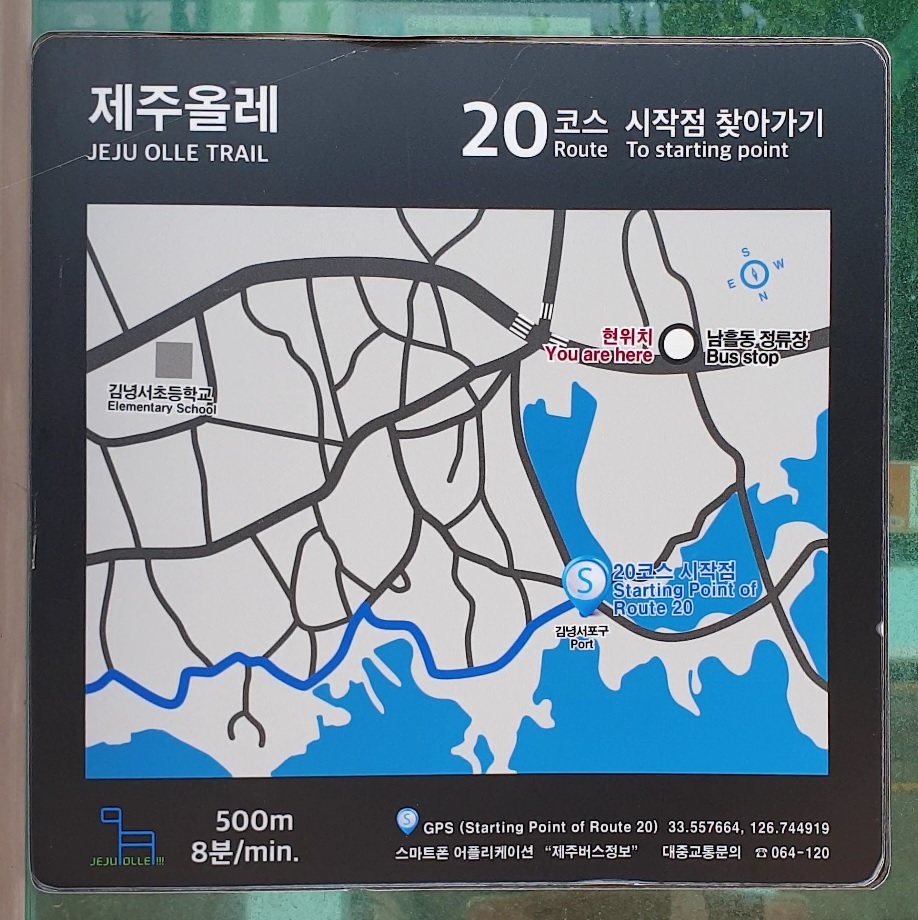 제주올레
JEJU OLLE TRAIL
20 코스 시작점 찾아가기
Route To starting point
S
W
E
N
현위치
You are here
남흘동 정류장
Bus stop
김녕서초등학교
Elementary School
S
20코스 시작점
Starting Point of
Route 20
김녕서포구
Port
500m
8분/min.
JEJU OLLE!!!
S GPS (Starting Point of Route 20) 33.557664, 126.744919
스마트폰 어플리케이션 “제주버스정보” 대중교통문의 ☎ 064-120